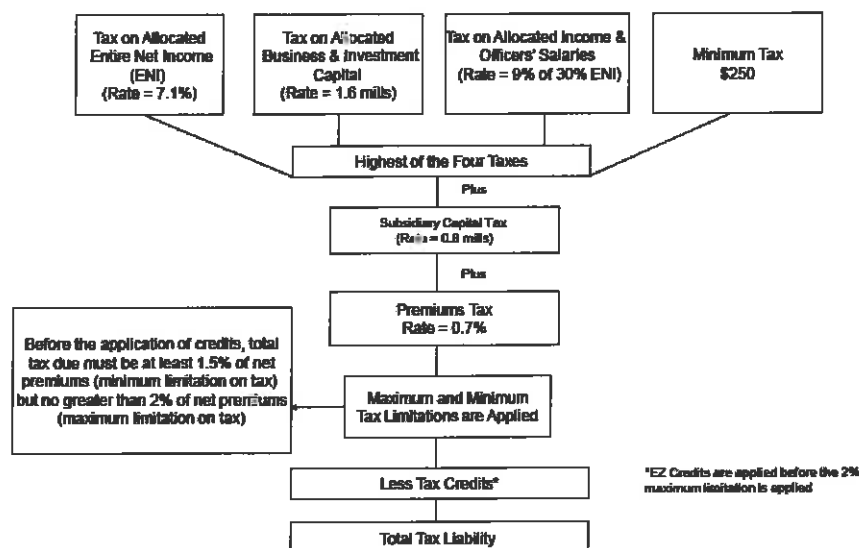 Tax on Allocated
Entire Net Income
(ENI)
(Rate = 7.1%)
Tax on Allocated
Business & Investment
Capital
(Rate = 1.6 mills)
Tax on Allocated Income &
Officers' Salaries
(Rate = 9% of 30% ENI)
Minimum Tax
$250
Highest of the Four Taxes
Plus
Subsidiary Capital Tax
(Rate = 0.8 mills)
Plus
Premiums Tax
Rate = 0.7%
Before the application of credits, total
tax due must be at least 1.5% of net
premiums (minimum limitation on tax)
but no greater than 2% of net premiums
(maximum limitation on tax)
Maximum and Minimum
Tax Limitations are Applied
Less Tax Credits*
*EZ Credits are applied before the 2%
maximum limitation is applied
Total Tax Liability